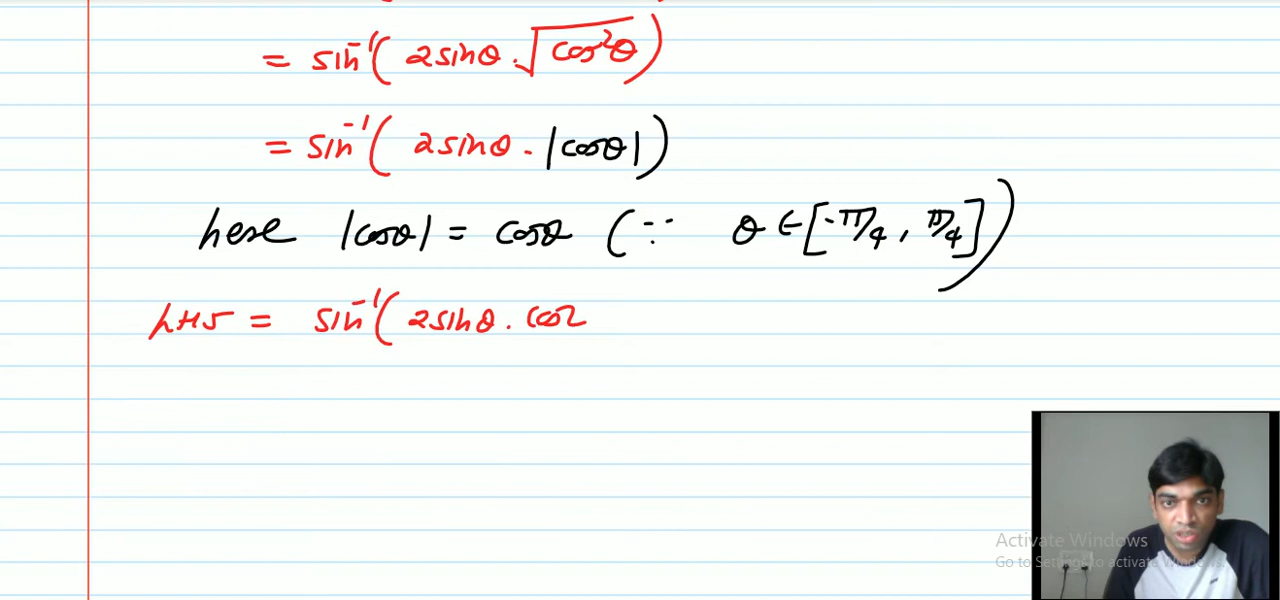 = sin⁻¹( 2sinθ . √cos²θ )
= sin⁻¹( 2sinθ . |cosθ| )
here |cosθ| = cosθ (∵ θ ∈ [-π/4, π/4])
LHS = sin⁻¹( 2sinθ . cos
Activate Windows
Go to Settings to activate Windows.